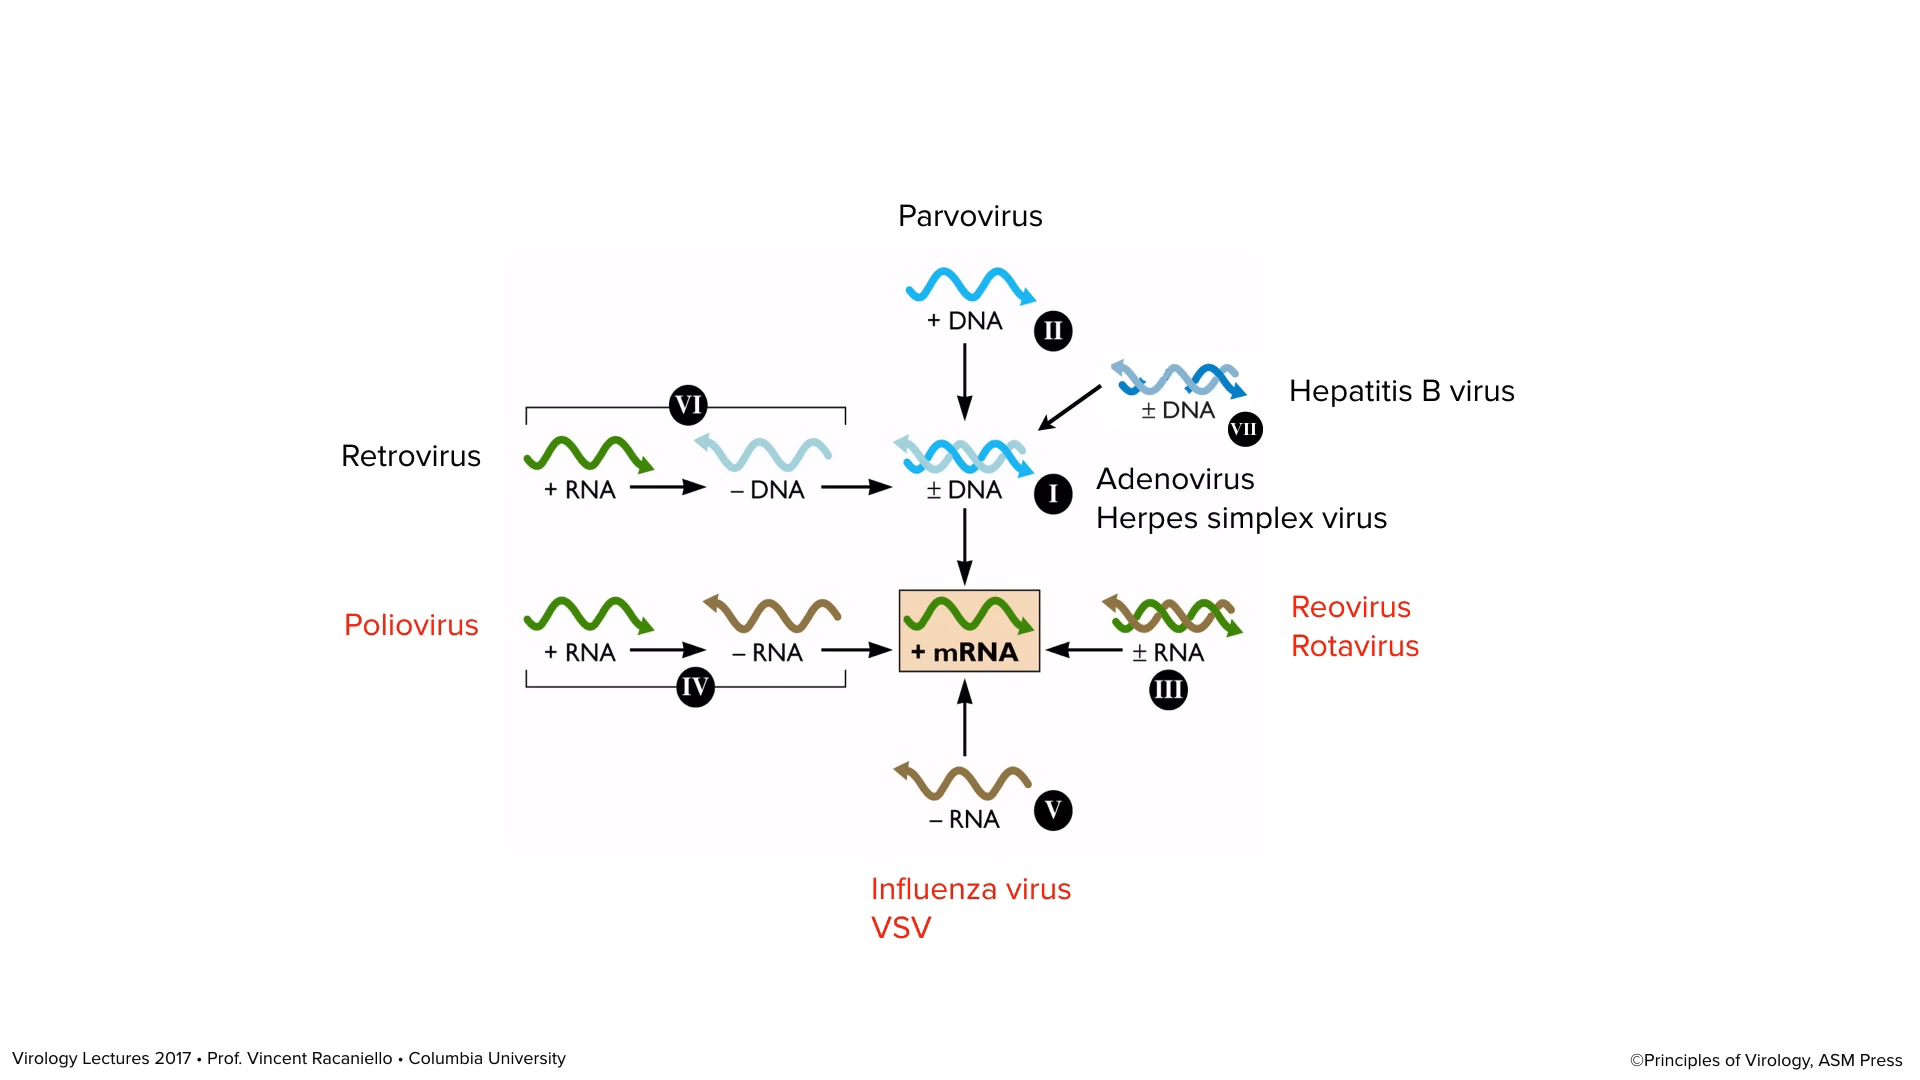 Parvovirus
+ DNA
II
± DNA
VII
Hepatitis B virus
VI
Retrovirus
+ RNA
– DNA
± DNA
I
Adenovirus
Herpes simplex virus
Poliovirus
+ RNA
– RNA
IV
+ mRNA
± RNA
III
Reovirus
Rotavirus
– RNA
V
Influenza virus
VSV
Virology Lectures 2017 • Prof. Vincent Racaniello • Columbia University
©Principles of Virology, ASM Press